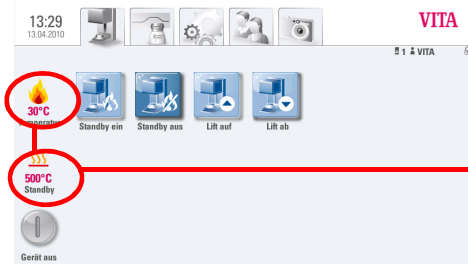 13:29
13.04.2010
VITA
1 VITA
30°C
Temperatur
Standby ein
Standby aus
Lift auf
Lift ab
500°C
Standby
Gerät aus